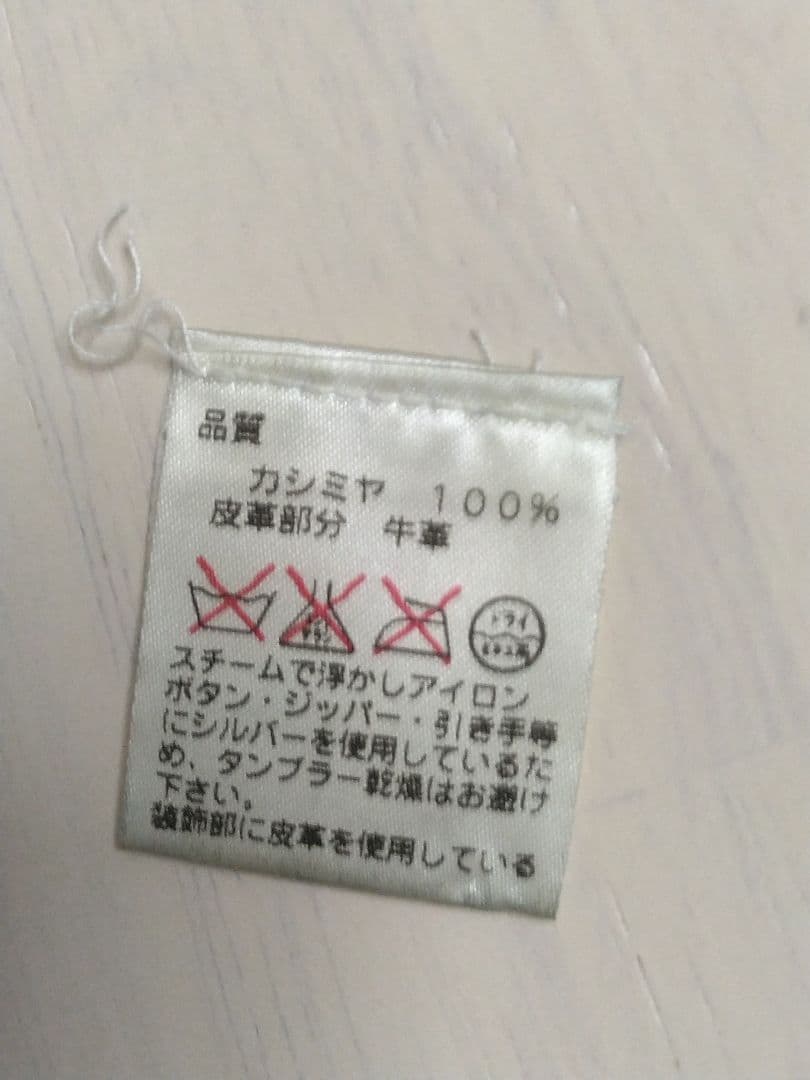 品質
カシミヤ 100%
皮革部分 牛革
ドライ
スチームで浮かしアイロン
ボタン・ジッパー・引き手等
にシルバーを使用しているた
め、タンブラー乾燥はお避け
下さい。
装飾部に皮革を使用している